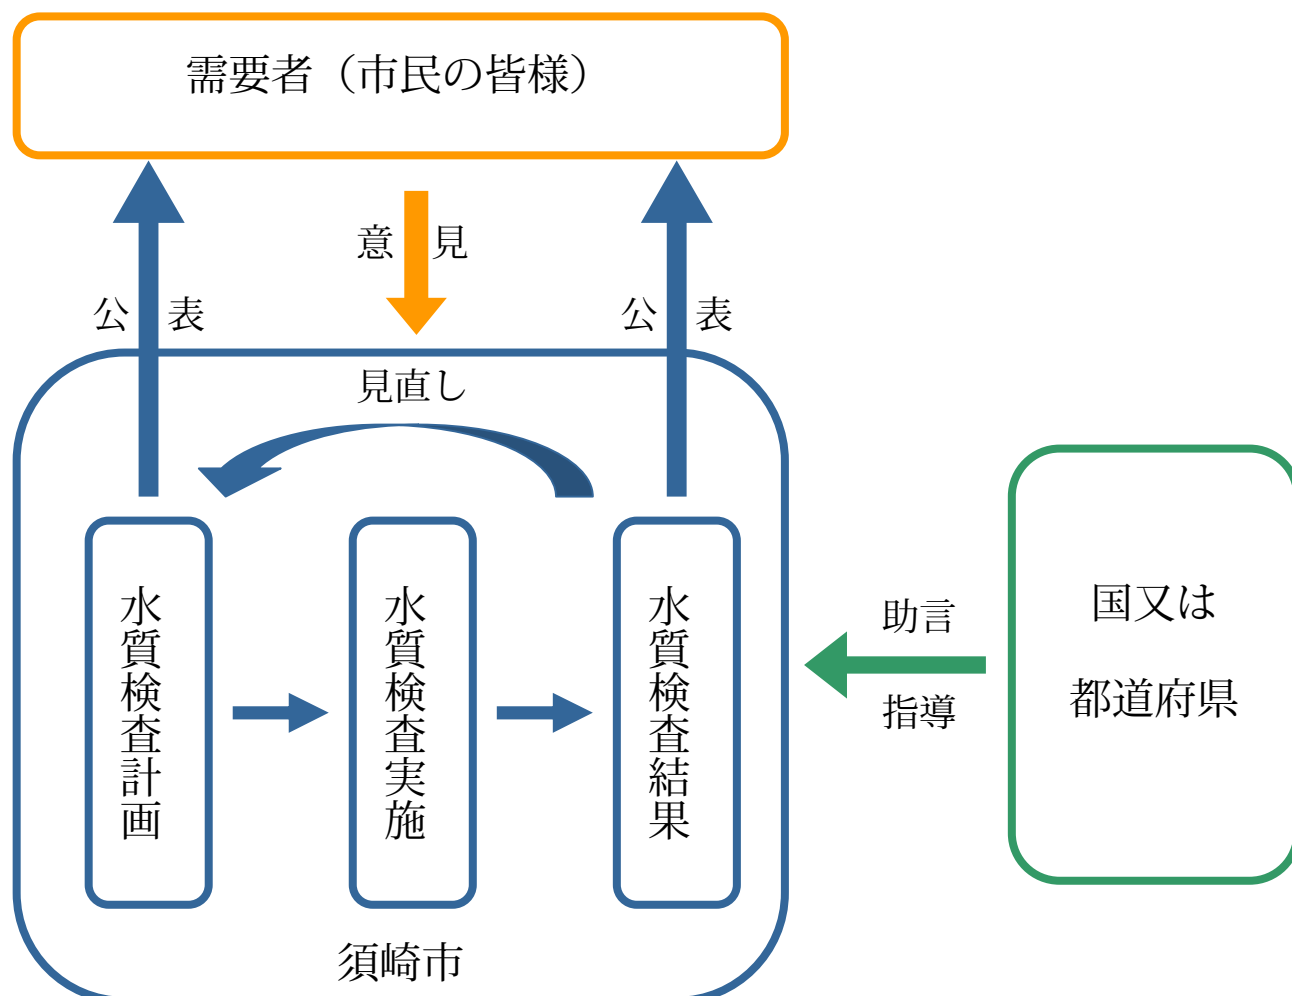 需要者（市民の皆様）
意見
公表
公表
見直し
水質検査計画
水質検査実施
水質検査結果
助言
指導
国又は
都道府県
須崎市